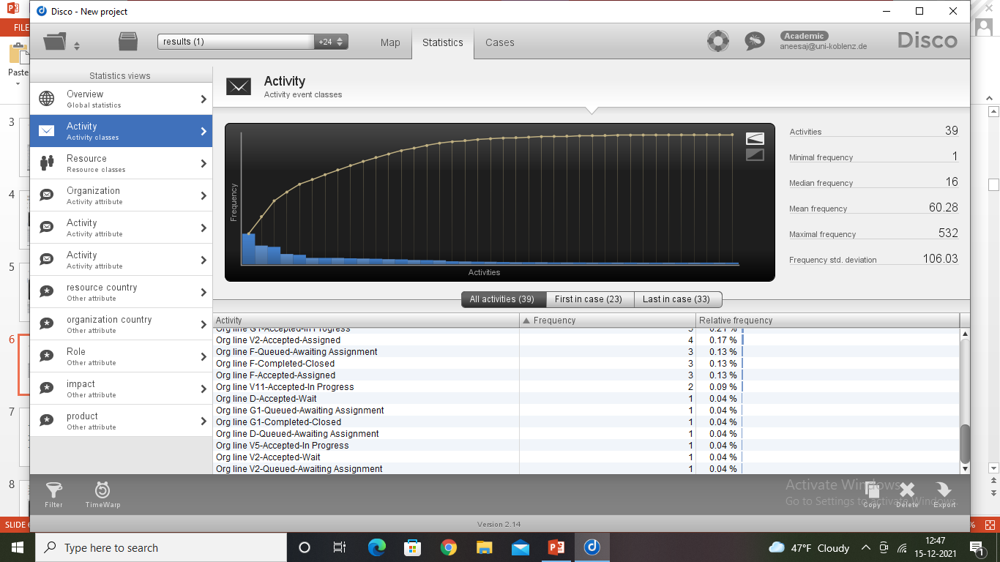 Disco - New project
FILE
results (1)
+24
Map
Statistics
Cases
Academic
aneesaj@uni-koblenz.de
Disco
Paste
Statistics views
Overview
Global statistics
Activity
Activity classes
Resource
Resource classes
Organization
Activity attribute
Activity
Activity attribute
Activity
Activity attribute
resource country
Other attribute
organization country
Other attribute
Role
Other attribute
impact
Other attribute
product
Other attribute
3
4
5
6
7
8
Activity
Activity event classes
Frequency
Activities
Activities 39
Minimal frequency 1
Median frequency 16
Mean frequency 60.28
Maximal frequency 532
Frequency std. deviation 106.03
All activities (39)
First in case (23)
Last in case (33)
Activity Frequency Relative frequency
Org line G1-Accepted-In Progress 5 0.21 %
Org line V2-Accepted-Assigned 4 0.17 %
Org line F-Queued-Awaiting Assignment 3 0.13 %
Org line F-Completed-Closed 3 0.13 %
Org line F-Accepted-Assigned 3 0.13 %
Org line V11-Accepted-In Progress 2 0.09 %
Org line D-Accepted-Wait 1 0.04 %
Org line G1-Queued-Awaiting Assignment 1 0.04 %
Org line G1-Completed-Closed 1 0.04 %
Org line D-Queued-Awaiting Assignment 1 0.04 %
Org line V5-Accepted-In Progress 1 0.04 %
Org line V2-Accepted-Wait 1 0.04 %
Org line V2-Queued-Awaiting Assignment 1 0.04 %
Filter
TimeWarp
Activate Windows
Go to Settings to activate Windows.
Copy
Delete
Export
SLIDE
%
Version 2.14
Type here to search
47°F Cloudy
12:47
15-12-2021
1